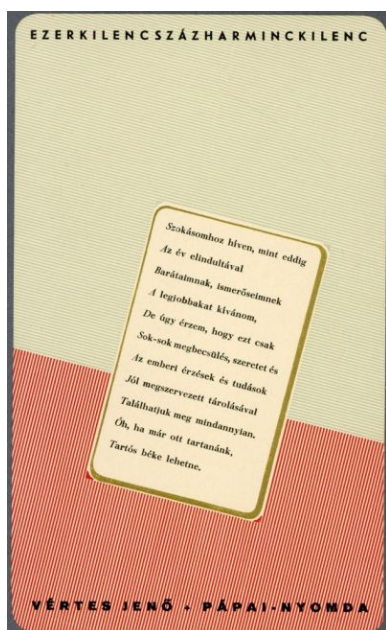 EZERKILENCSZÁZHARMINCKILENC
Szokásomhoz híven, mint eddig
Az év elindultával
Barátaimnak, ismerőseimnek
A legjobbakat kívánom,
De úgy érzem, hogy ezt csak
Sok-sok megbecsülés, szeretet és
Az emberi érzések és tudások
Jól megszervezett tárolásával
Találhatjuk meg mindannyian.
Óh, ha már ott tartanánk,
Tartós béke lehetne.
VÉRTES JENŐ • PÁPAI-NYOMDA